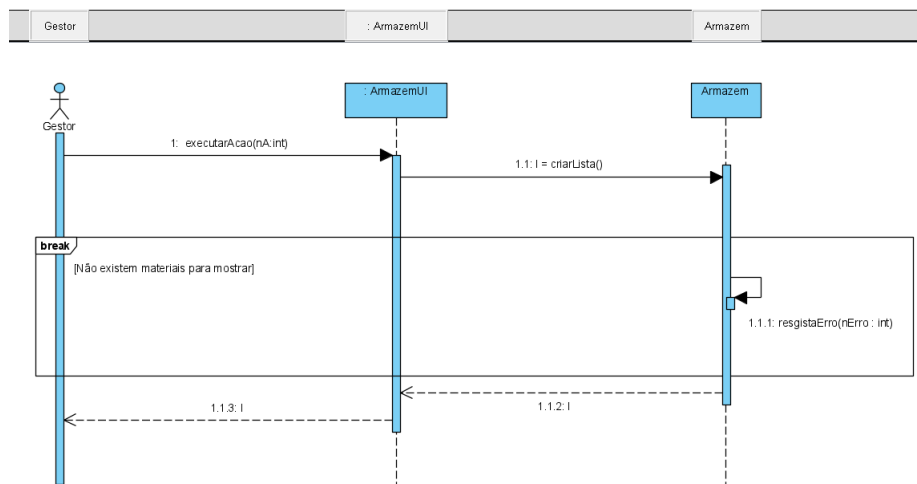 Gestor
: ArmazemUI
Armazem
: ArmazemUI
Armazem
Gestor
1: executarAcao(nA:int)
1.1: l = criarLista()
break
[Não existem materiais para mostrar]
1.1.1: resgistaErro(nErro : int)
1.1.2: l
1.1.3: l